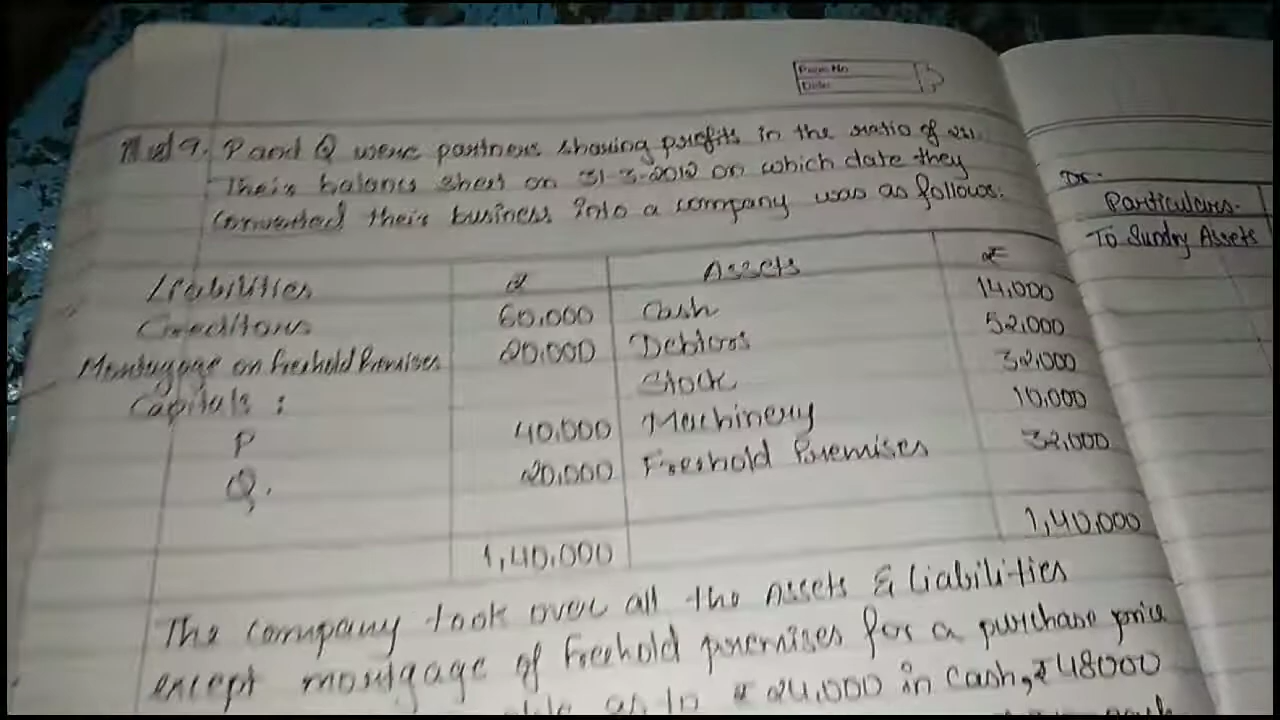 Page No
Date:
9. P and Q were partners sharing profits in the ratio of 2:1.
Their balance sheet on 31-3-2012 on which date they
converted their business into a company was as follows:
Liabilities ₹ Assets ₹
Creditors 60,000 Cash 14,000
Mortgage on Freehold Premises 20,000 Debtors 52,000
Capitals : Stock 32,000
P 40,000 Machinery 10,000
Q. 20,000 Freehold Premises 32,000
1,40,000 1,40,000
The company took over all the Assets & Liabilities
except mortgage of freehold premises for a purchase price
as to ₹ 24,000 in cash, ₹ 48000
Dr.
Particulars.
To Sundry Assets